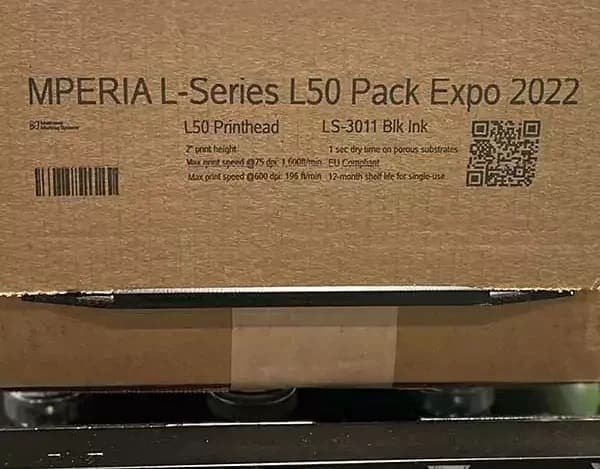 MPERIA L-Series L50 Pack Expo 2022
L50 Printhead
2" print height
Max print speed @75 dpi: 1,600ft/min
Max print speed @600 dpi: 196 ft/min
LS-3011 Blk Ink
1 sec dry time on porous substrates
EU Compliant
12-month shelf life for single-use